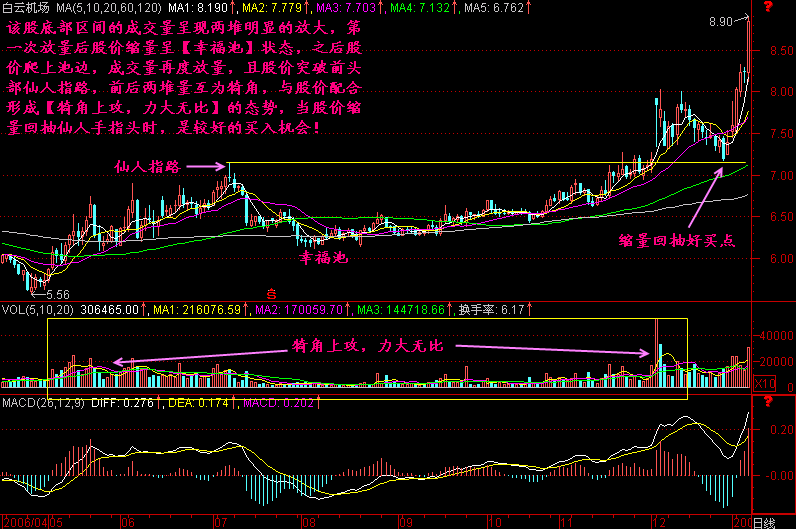 白云机场 MA(5,10,20,60,120) MA1: 8.190↑, MA2: 7.779↑, MA3: 7.703↑, MA4: 7.132↑, MA5: 6.762↑
该股底部区间的成交量呈现两堆明显的放大，第
一次放量后股价缩量呈【幸福池】状态，之后股
价爬上池边，成交量再度放量，且股价突破前头
部仙人指路，前后两堆量互为犄角，与股价配合
形成【犄角上攻，力大无比】的态势，当股价缩
量回抽仙人手指头时，是较好的买入机会！
?
8.90
8.50
8.00
7.50
仙人指路
7.00
6.50
缩量回抽好买点
幸福池
6.00
5.56
S
VOL(5,10,20) 306465.00↑, MA1: 216076.59↑, MA2: 170059.70↑, MA3: 144718.66↑, 换手率: 6.17↑
40000
犄角上攻，力大无比
20000
X10
0
MACD(26,12,9) DIFF: 0.276↑, DEA: 0.174↑, MACD: 0.202↑
?
0.20
-0.00
2006/04 05 06 07 08 09 10 11 12 200 日线